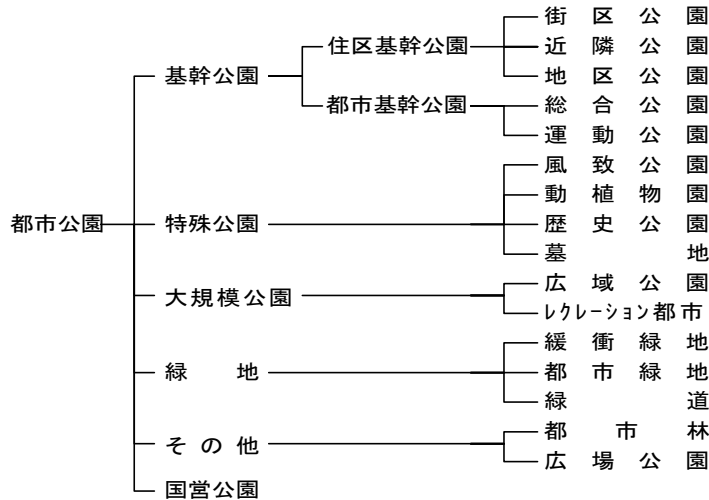 街区公園
住区基幹公園
近隣公園
基幹公園
地区公園
都市基幹公園
総合公園
運動公園
風致公園
動植物園
都市公園
特殊公園
歴史公園
墓地
大規模公園
広域公園
レクレーション都市
緩衝緑地
緑地
都市緑地
緑道
その他
都市林
広場公園
国営公園